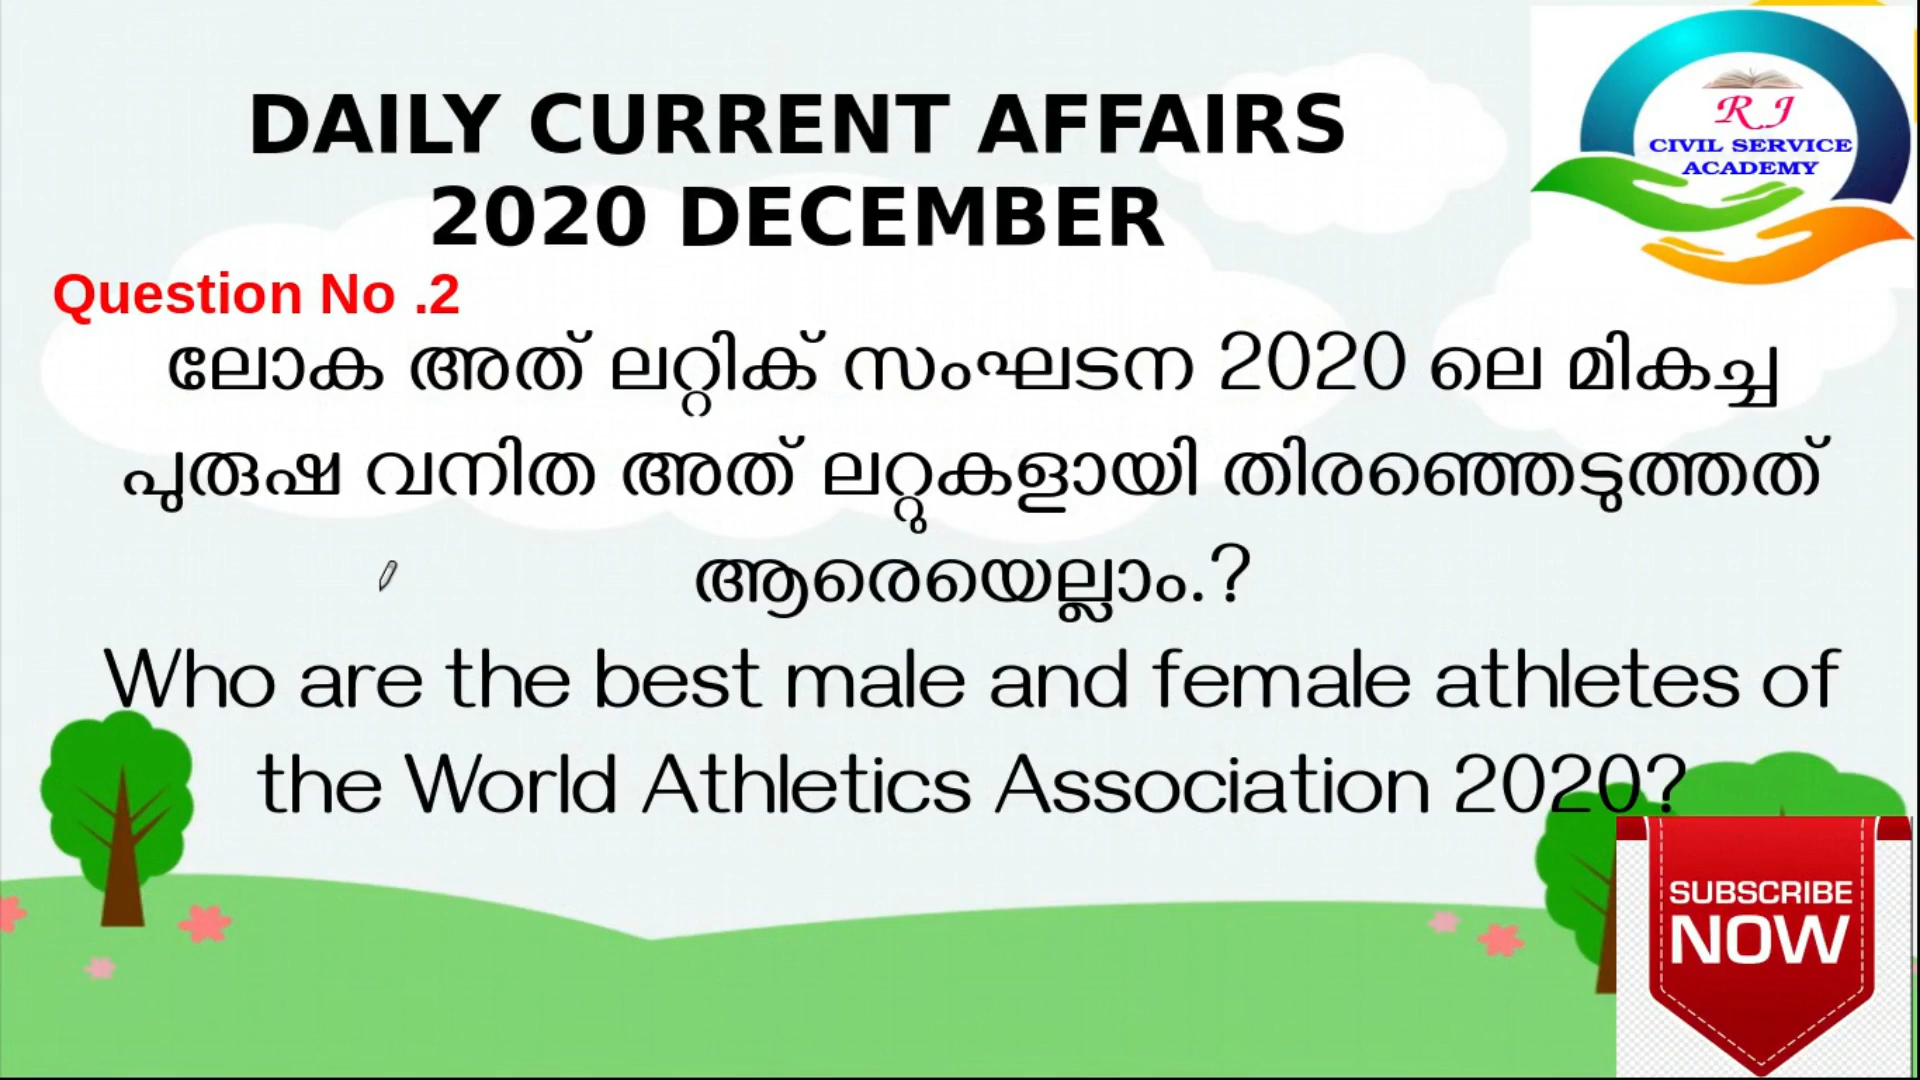 DAILY CURRENT AFFAIRS
2020 DECEMBER
R J
CIVIL SERVICE
ACADEMY
Question No .2
ലോക അത് ലറ്റിക് സംഘടന 2020 ലെ മികച്ച
പുരുഷ വനിത അത് ലറ്റുകളായി തിരഞ്ഞെടുത്തത്
ആരെയെല്ലാം.?
Who are the best male and female athletes of
the World Athletics Association 2020?
SUBSCRIBE
NOW